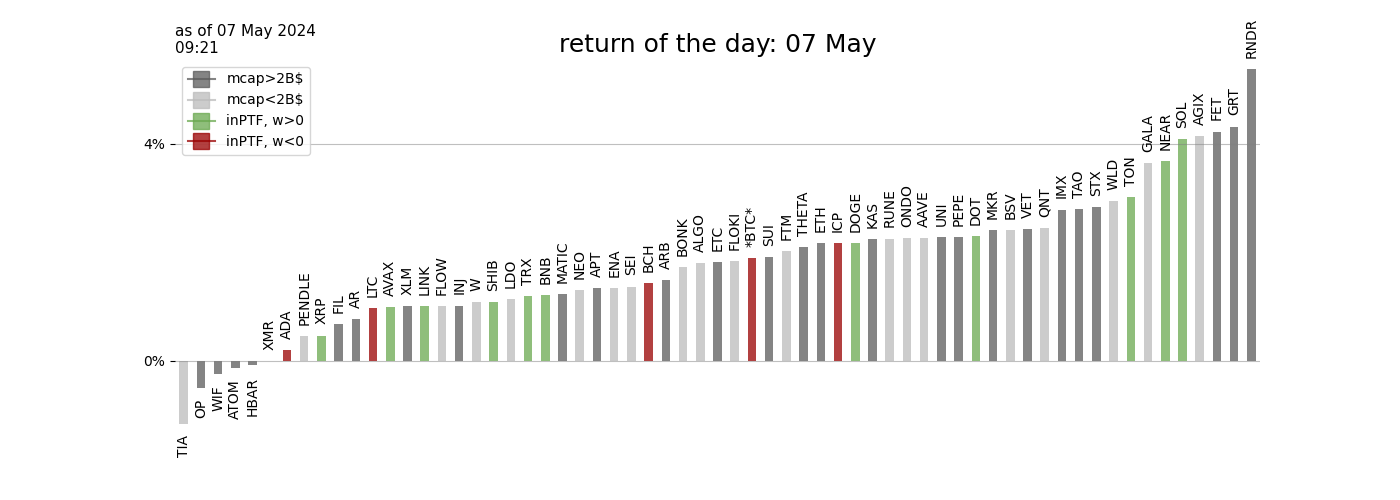 as of 07 May 2024
09:21
return of the day: 07 May
mcap>2B$
mcap<2B$
inPTF, w>0
inPTF, w<0
4%
0%
TIA
OP
WIF
ATOM
HBAR
XMR
ADA
PENDLE
XRP
FIL
AR
LTC
AVAX
XLM
LINK
FLOW
INJ
W
SHIB
LDO
TRX
BNB
MATIC
NEO
APT
ENA
SEI
BCH
ARB
BONK
ALGO
ETC
FLOKI
*BTC*
SUI
FTM
THETA
ETH
ICP
DOGE
KAS
RUNE
ONDO
AAVE
UNI
PEPE
DOT
MKR
BSV
VET
QNT
IMX
TAO
STX
WLD
TON
GALA
NEAR
SOL
AGIX
FET
GRT
RNDR